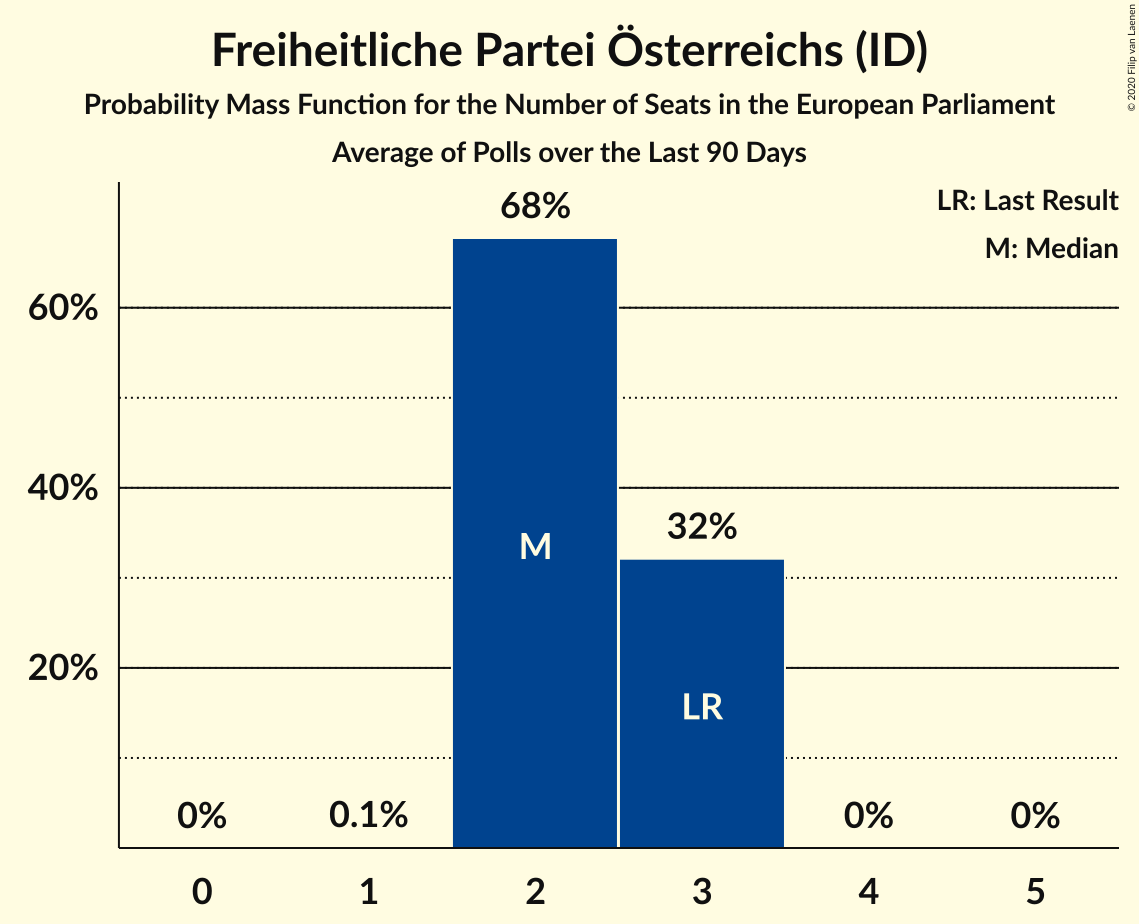 Freiheitliche Partei Österreichs (ID)
Probability Mass Function for the Number of Seats in the European Parliament
Average of Polls over the Last 90 Days
© 2020 Filip van Laenen
LR: Last Result
M: Median
68%
60%
40%
32%
M
20%
LR
0%
0.1%
0%
0%
0
1
2
3
4
5